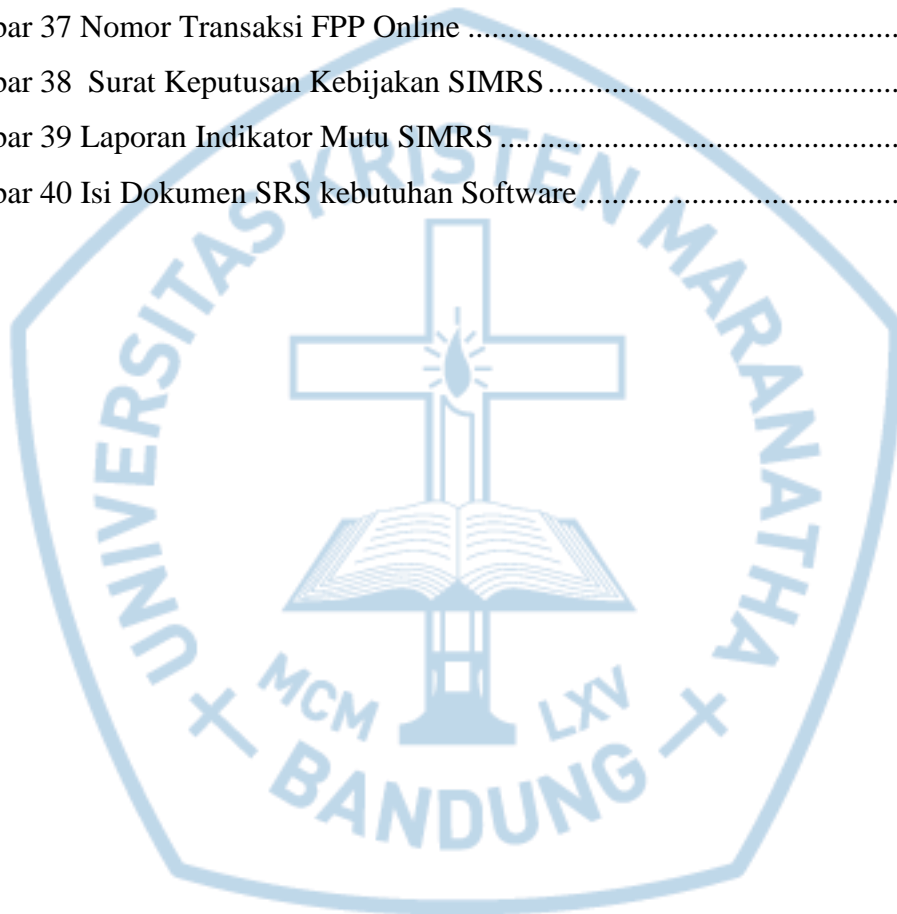 bar 37 Nomor Transaksi FPP Online ............................................................
bar 38  Surat Keputusan Kebijakan SIMRS ..................................................
bar 39 Laporan Indikator Mutu SIMRS ........................................................
bar 40 Isi Dokumen SRS kebutuhan Software ..............................................
UNIVERSITAS KRISTEN MARANATHA
MCM LXV
BANDUNG